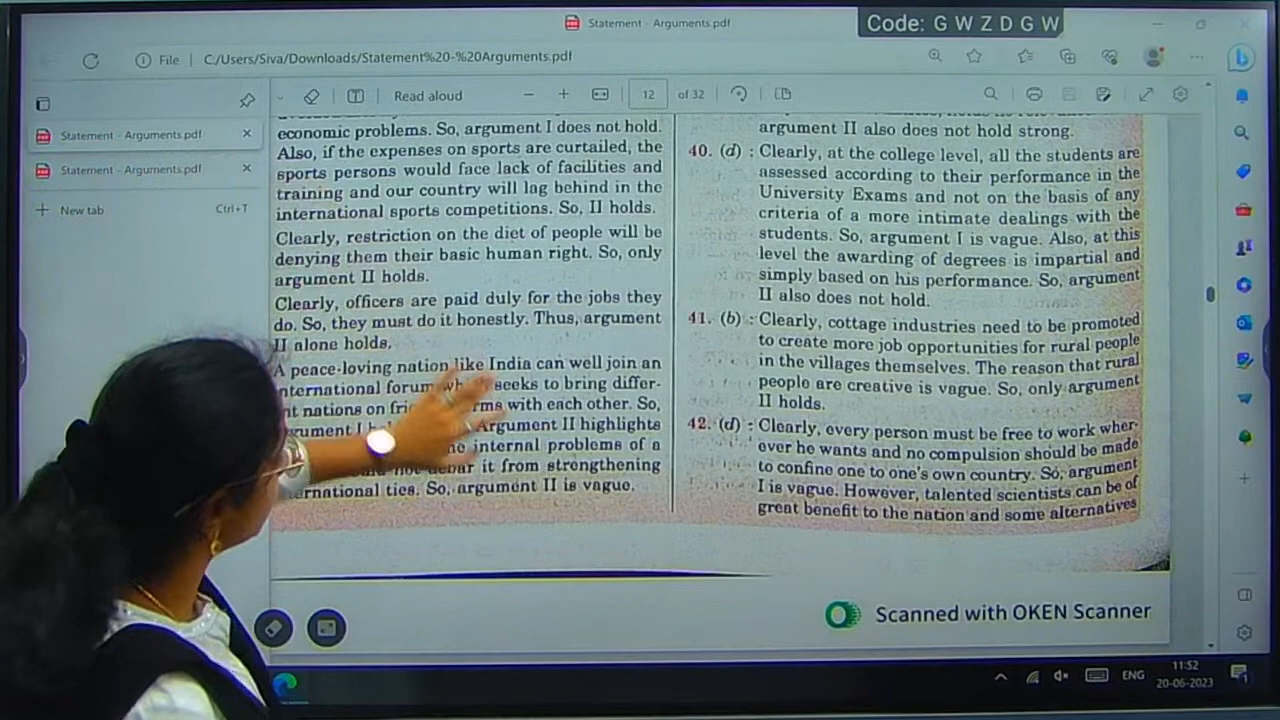 Statement - Arguments.pdf
Code: G W Z D G W
File
C:/Users/Siva/Downloads/Statement%20-%20Arguments.pdf
Read aloud
12
of 32
Statement - Arguments.pdf
Statement - Arguments.pdf
New tab
Ctrl+T
economic problems. So, argument I does not hold.
Also, if the expenses on sports are curtailed, the
sports persons would face lack of facilities and
training and our country will lag behind in the
international sports competitions. So, II holds.
Clearly, restriction on the diet of people will be
denying them their basic human right. So, only
argument II holds.
Clearly, officers are paid duly for the jobs they
do. So, they must do it honestly. Thus, argument
II alone holds.
A peace-loving nation like India can well join an
international forum seeks to bring differ-
nations on with each other. So,
Argument II highlights
internal problems of a
debar it from strengthening
ties. So, argument II is vague.
argument II also does not hold strong.
40. (d) : Clearly, at the college level, all the students are
assessed according to their performance in the
University Exams and not on the basis of any
criteria of a more intimate dealings with the
students. So, argument I is vague. Also, at this
level the awarding of degrees is impartial and
simply based on his performance. So, argument
II also does not hold.
41. (b) : Clearly, cottage industries need to be promoted
to create more job opportunities for rural people
in the villages themselves. The reason that rural
people are creative is vague. So, only argument
II holds.
42. (d) : Clearly, every person must be free to work wher-
ever he wants and no compulsion should be made
to confine one to one's own country. So, argument
I is vague. However, talented scientists can be of
great benefit to the nation and some alternatives
Scanned with OKEN Scanner
ENG
11:52
20-06-2023